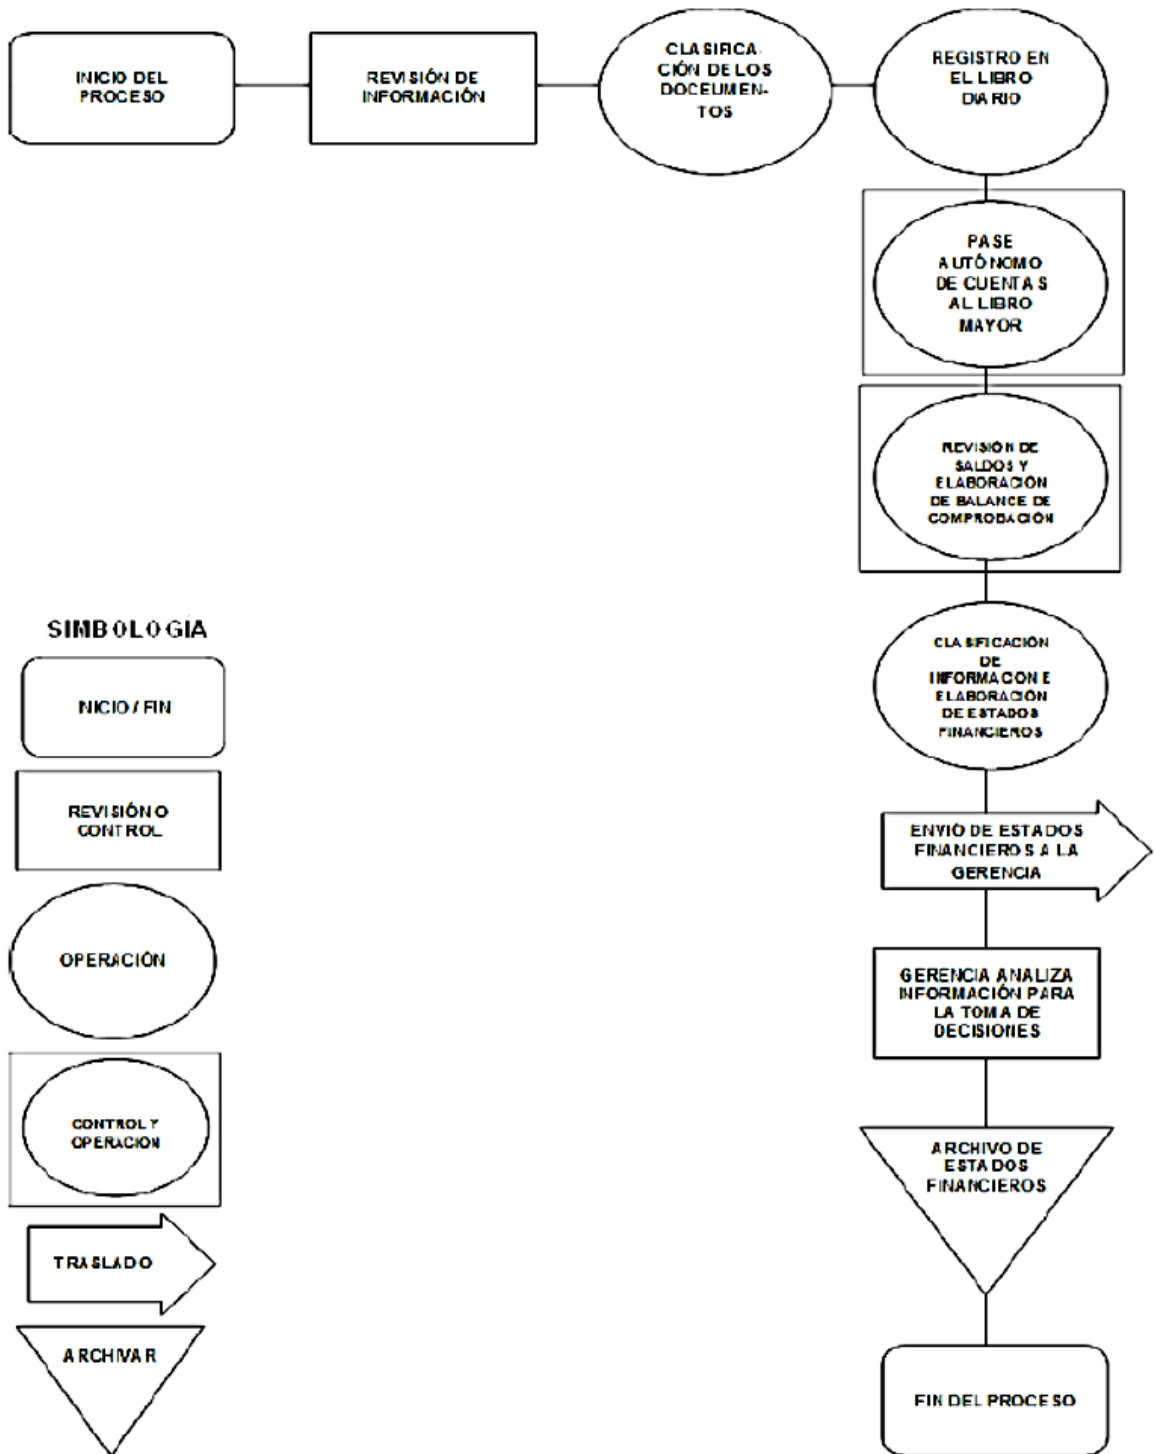 INICIO DEL
PROCESO
REVISIÓN DE
INFORMACIÓN
CLASIFICA-
CIÓN DE LOS
DOCEUMEN-
TOS
REGISTRO EN
EL LIBRO
DIARIO
PASE
AUTÓNOMO
DE CUENTAS
AL LIBRO
MAYOR
REVISIÓN DE
SALDOS Y
ELABORACIÓN
DE BALANCE DE
COMPROBACIÓN
CLASIFICACIÓN
DE
INFORMACION E
ELABORACIÓN
DE ESTADOS
FINANCIEROS
ENVIÓ DE ESTADOS
FINANCIEROS A LA
GERENCIA
GERENCIA ANALIZA
INFORMACIÓN PARA
LA TOMA DE
DECISIONES
ARCHIVO DE
ESTADOS
FINANCIEROS
FIN DEL PROCESO
SIMBOLOGÍA
INICIO / FIN
REVISIÓN O
CONTROL
OPERACIÓN
CONTROL Y
OPERACIÓN
TRASLADO
ARCHIVAR